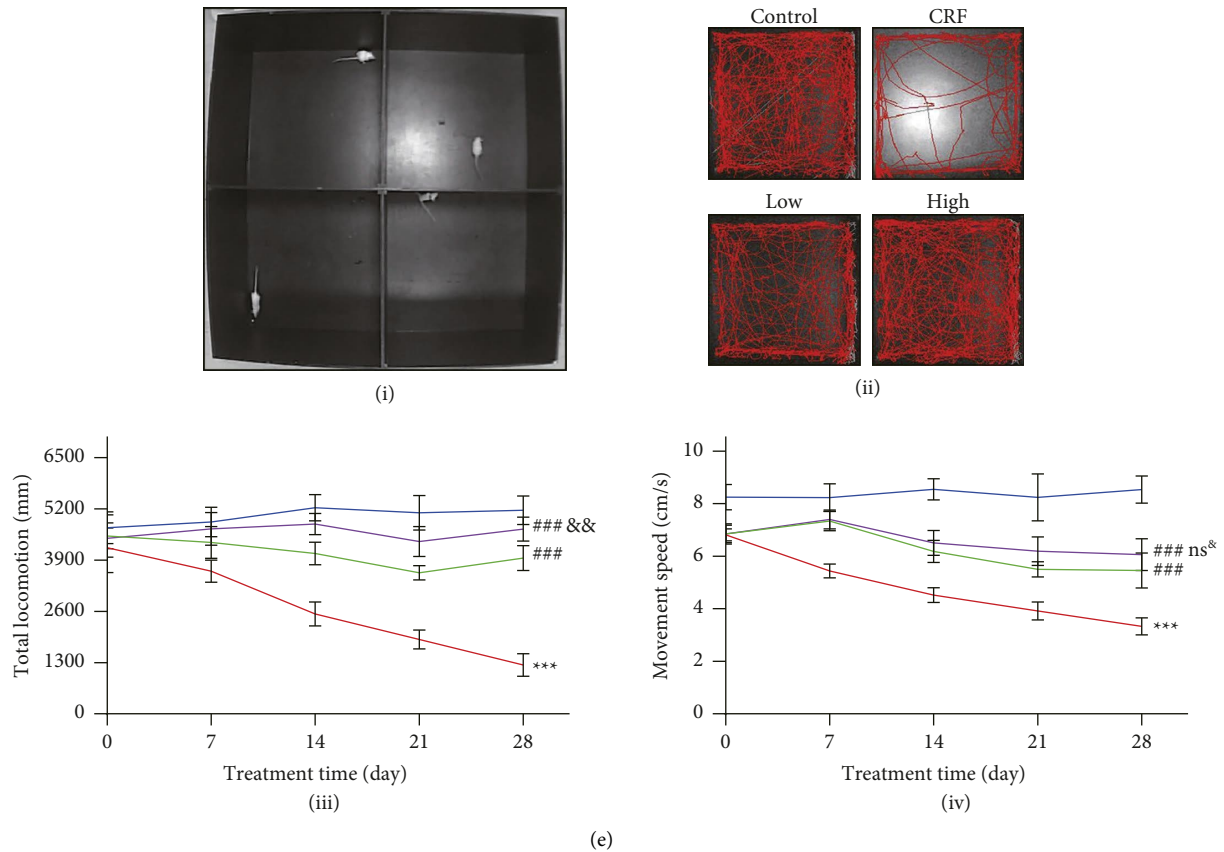 Control CRF
Low High
(i)
(ii)
Total locomotion (mm)
6500
5200
3900
2600
1300
0
0 7 14 21 28
### &&
###
***
Treatment time (day)
(iii)
Movement speed (cm/s)
10
8
6
4
2
0
0 7 14 21 28
### ns&
###
***
Treatment time (day)
(iv)
(e)